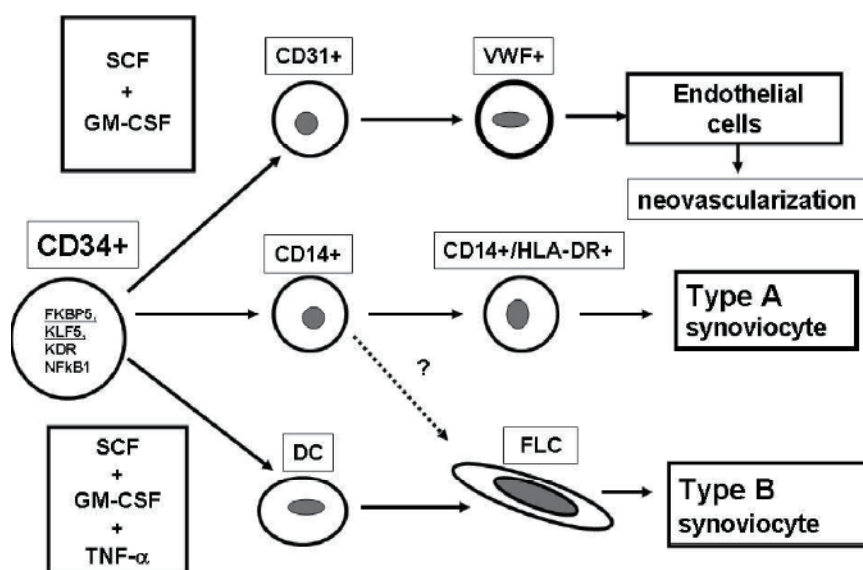 SCF
+
GM-CSF
CD31+
VWF+
Endothelial
cells
neovascularization
CD34+
FKBP5,
KLF5,
KDR
NFkB1
CD14+
CD14+/HLA-DR+
Type A
synoviocyte
?
SCF
+
GM-CSF
+
TNF-α
DC
FLC
Type B
synoviocyte